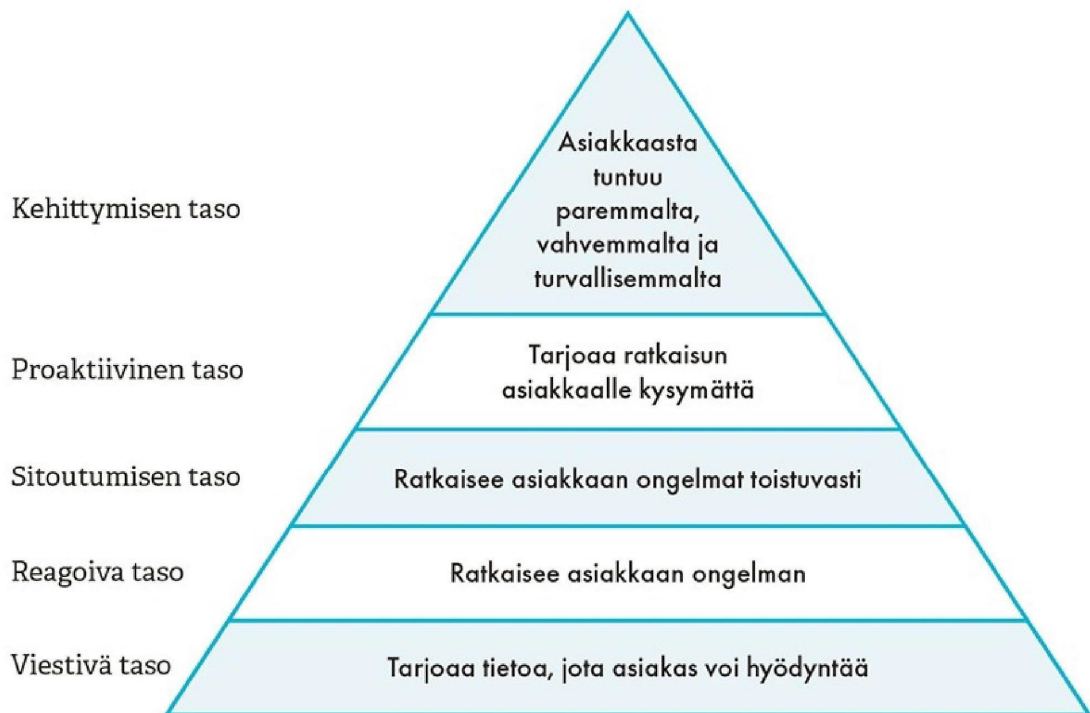 Kehittymisen taso
Asiakkaasta
tuntuu
paremmalta,
vahvemmalta ja
turvallisemmalta
Proaktiivinen taso
Tarjoaa ratkaisun
asiakkaalle kysymättä
Sitoutumisen taso
Ratkaisee asiakkaan ongelmat toistuvasti
Reagoiva taso
Ratkaisee asiakkaan ongelman
Viestivä taso
Tarjoaa tietoa, jota asiakas voi hyödyntää